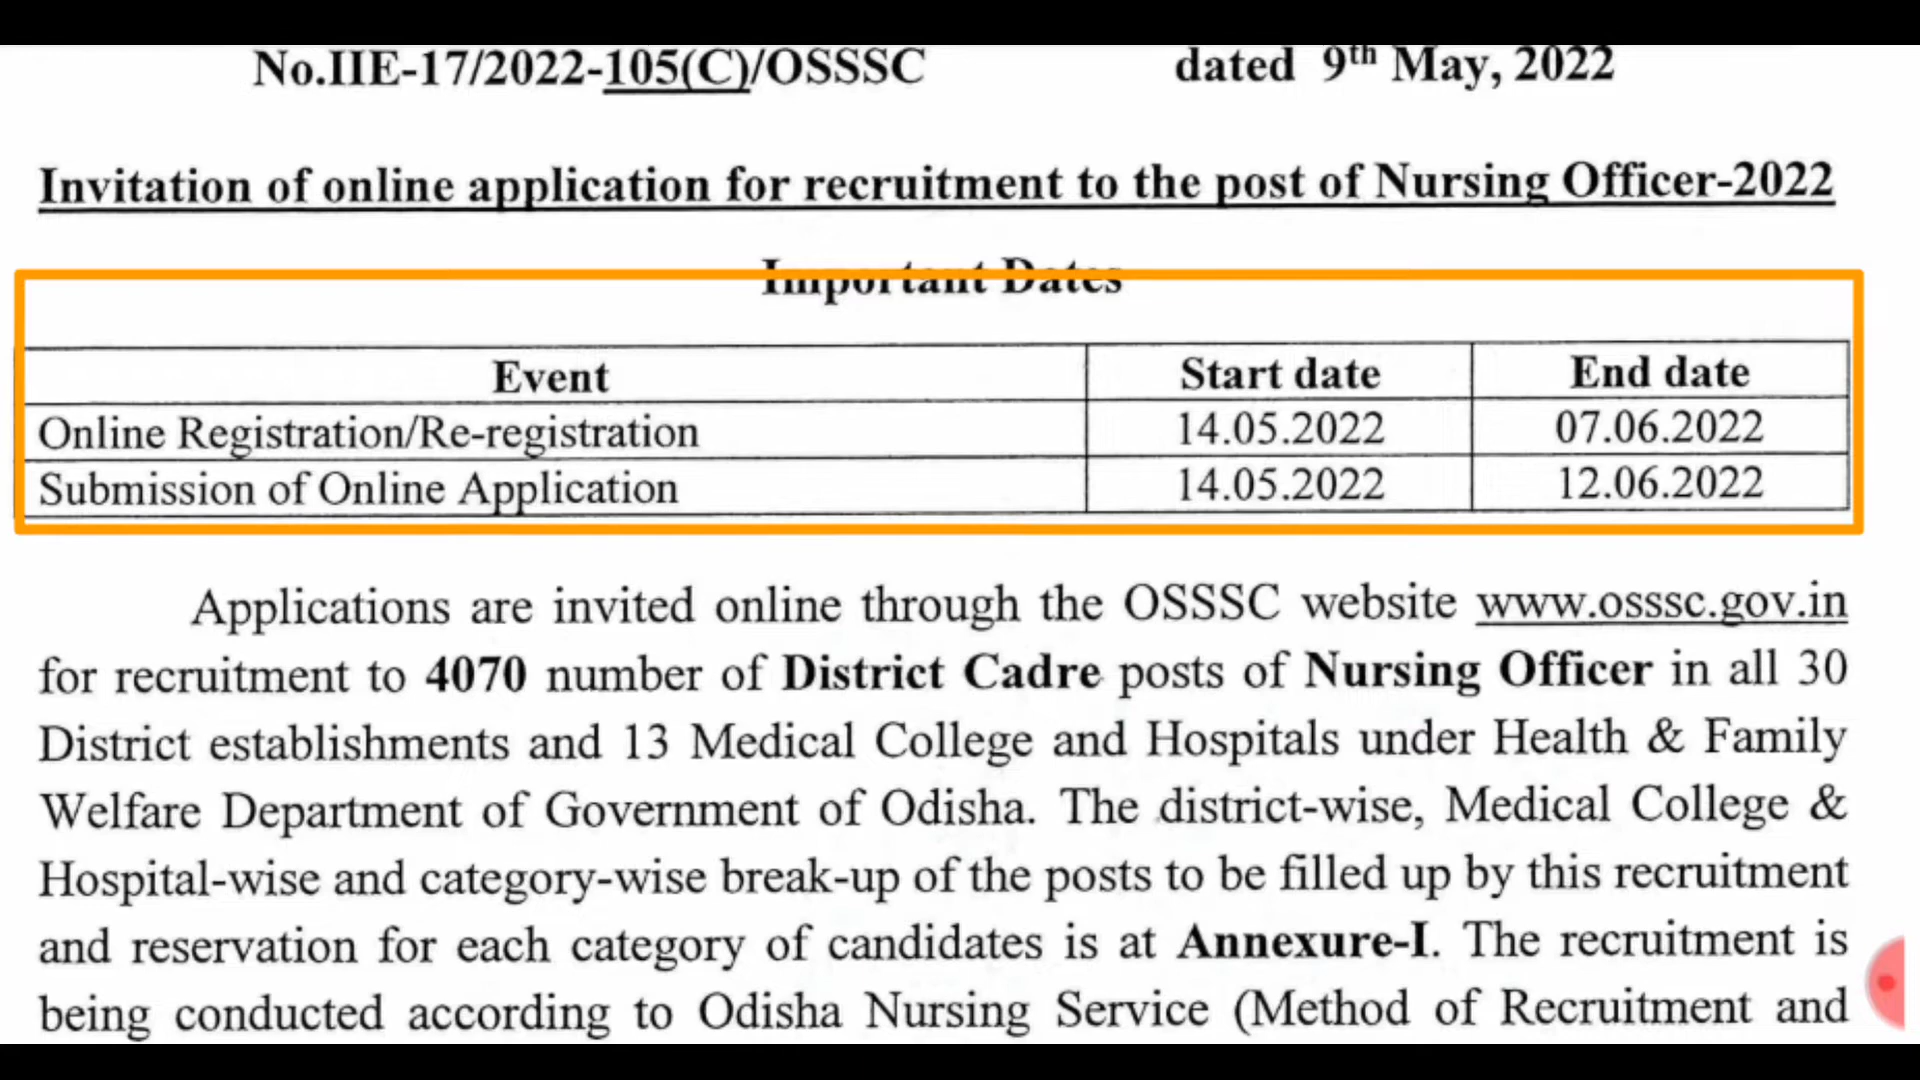 No.IIE-17/2022-105(C)/OSSSC dated 9th May, 2022
Invitation of online application for recruitment to the post of Nursing Officer-2022
Important Dates
Event Start date End date
Online Registration/Re-registration 14.05.2022 07.06.2022
Submission of Online Application 14.05.2022 12.06.2022
Applications are invited online through the OSSSC website www.osssc.gov.in
for recruitment to 4070 number of District Cadre posts of Nursing Officer in all 30
District establishments and 13 Medical College and Hospitals under Health & Family
Welfare Department of Government of Odisha. The district-wise, Medical College &
Hospital-wise and category-wise break-up of the posts to be filled up by this recruitment
and reservation for each category of candidates is at Annexure-I. The recruitment is
being conducted according to Odisha Nursing Service (Method of Recruitment and